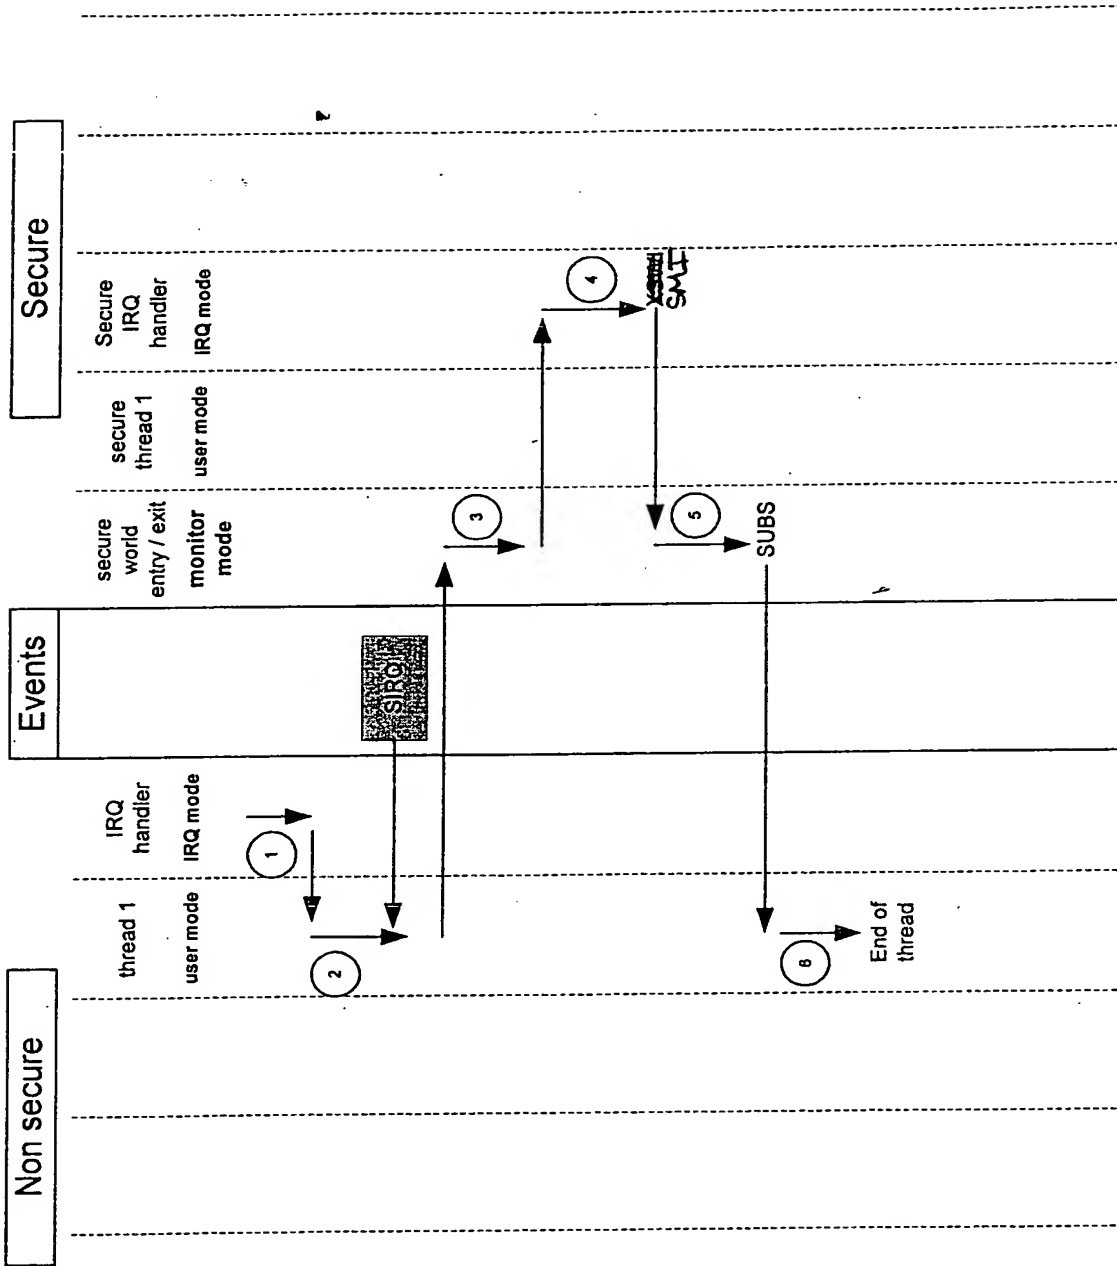 Non secure
Events
Secure
thread 1
user mode
IRQ
handler
IRQ mode
secure
world
entry / exit
monitor
mode
secure
thread 1
user mode
Secure
IRQ
handler
IRQ mode
1
2
SIRQ
3
4
SWI
5
SUBS
6
End of
thread